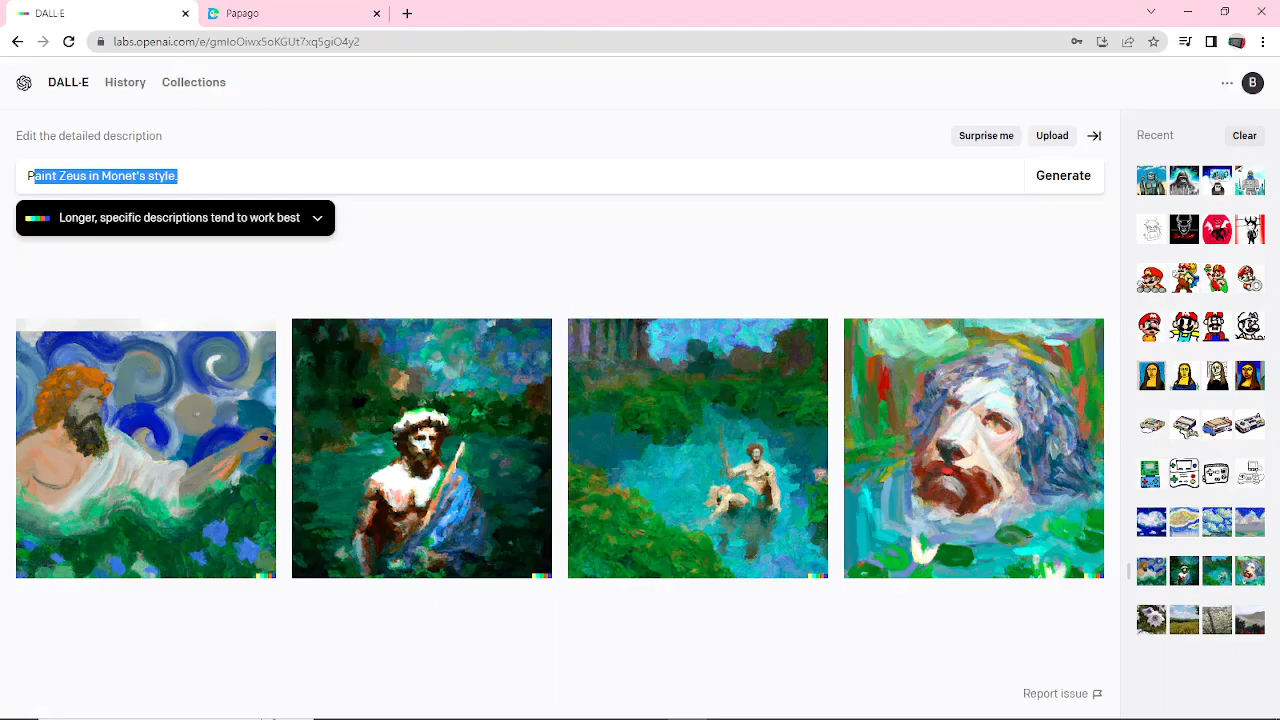 DALL·E
Papago
labs.openai.com/e/gmIoOiwx5oKGUt7xq5giO4y2
DALL·E History Collections
B
Edit the detailed description
Surprise me Upload
Recent Clear
Paint Zeus in Monet's style.
Generate
Longer, specific descriptions tend to work best
Report issue